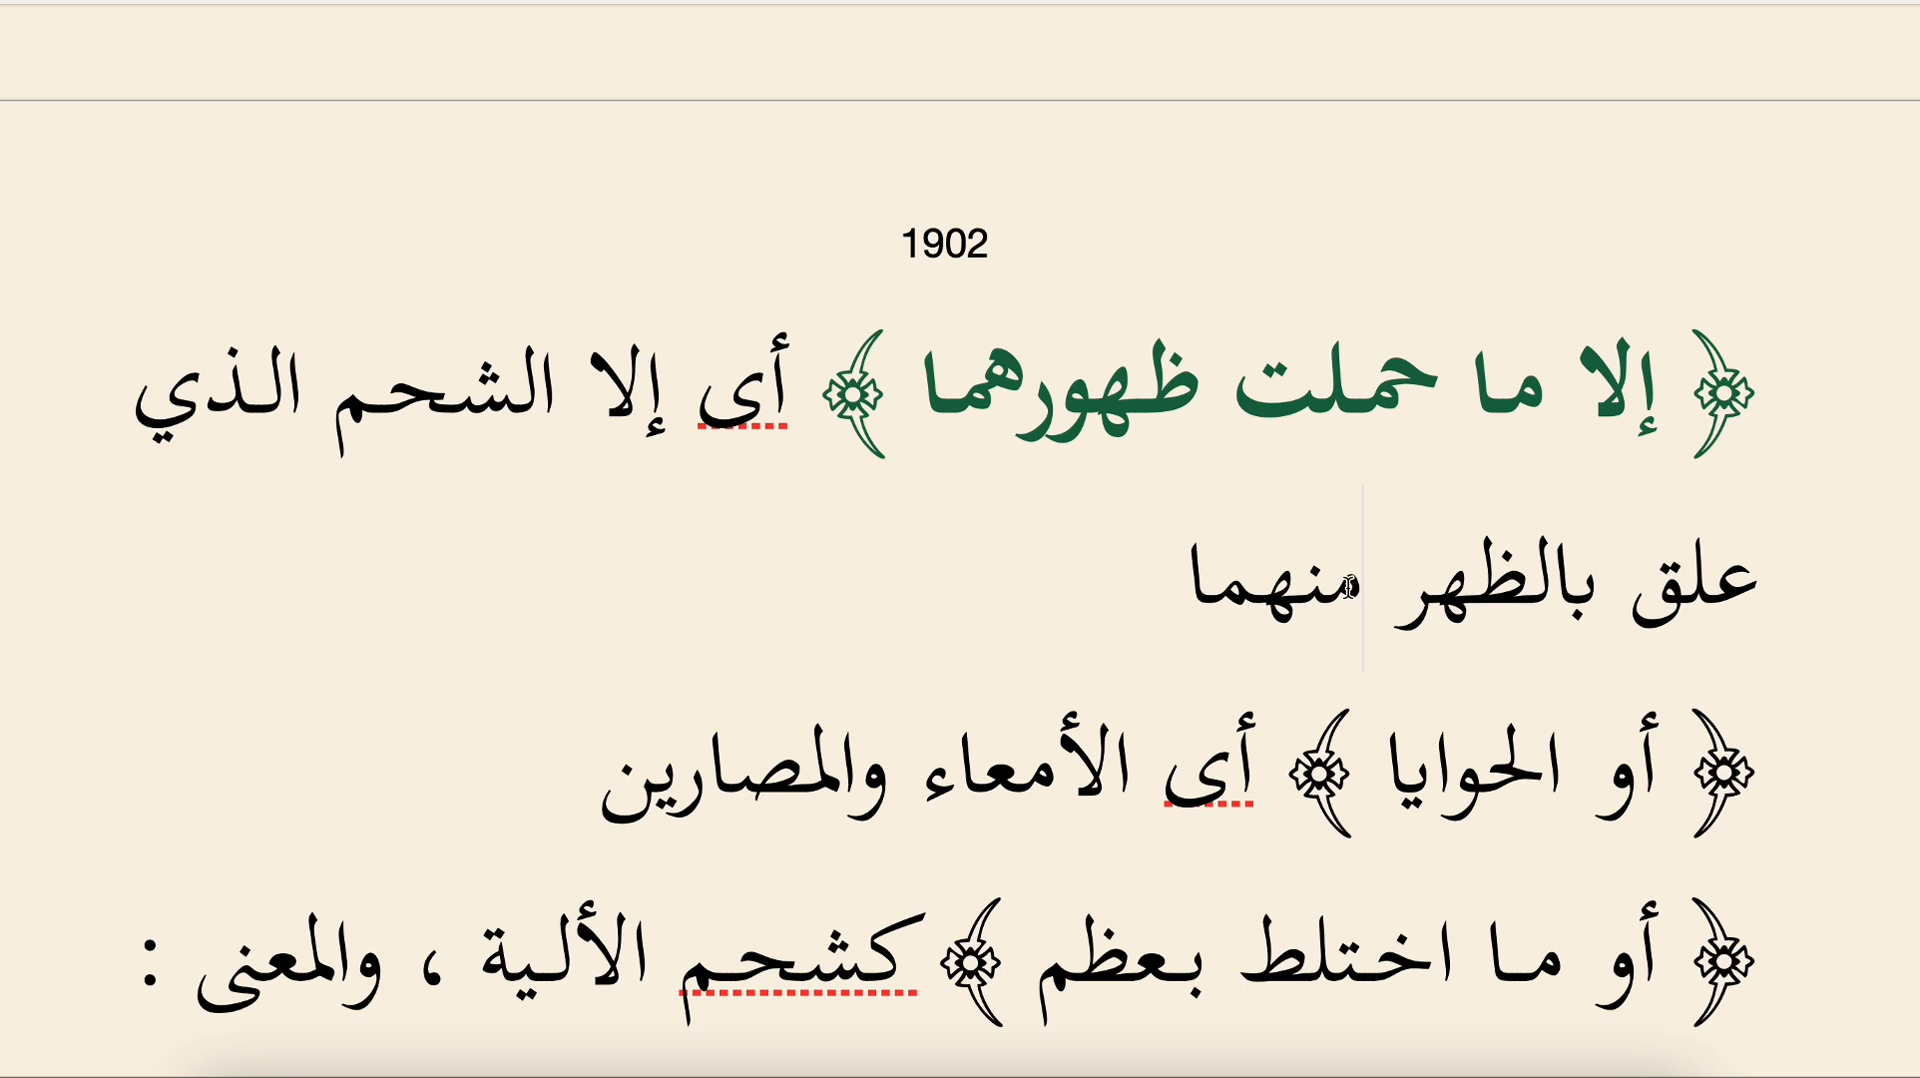 1902
﴿ إلا ما حملت ظهورهما ﴾ أى إلا الشحم الذي
علق بالظهر منهما
﴿ أو الحوايا ﴾ أى الأمعاء والمصارين
﴿ أو ما اختلط بعظم ﴾ كشحم الألية ، والمعنى :